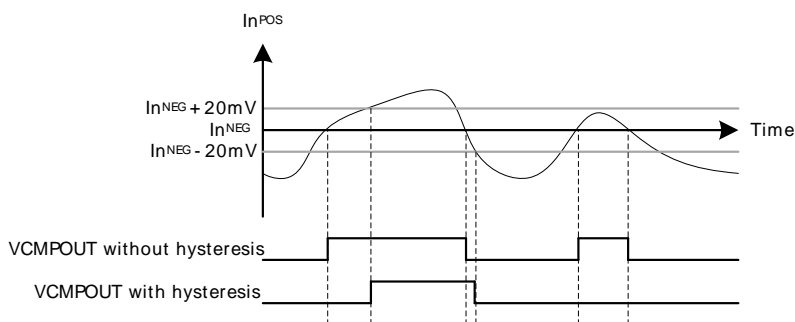 InPOS
InNEG + 20mV
InNEG
InNEG - 20mV
Time
VCMPOUT without hysteresis
VCMPOUT with hysteresis